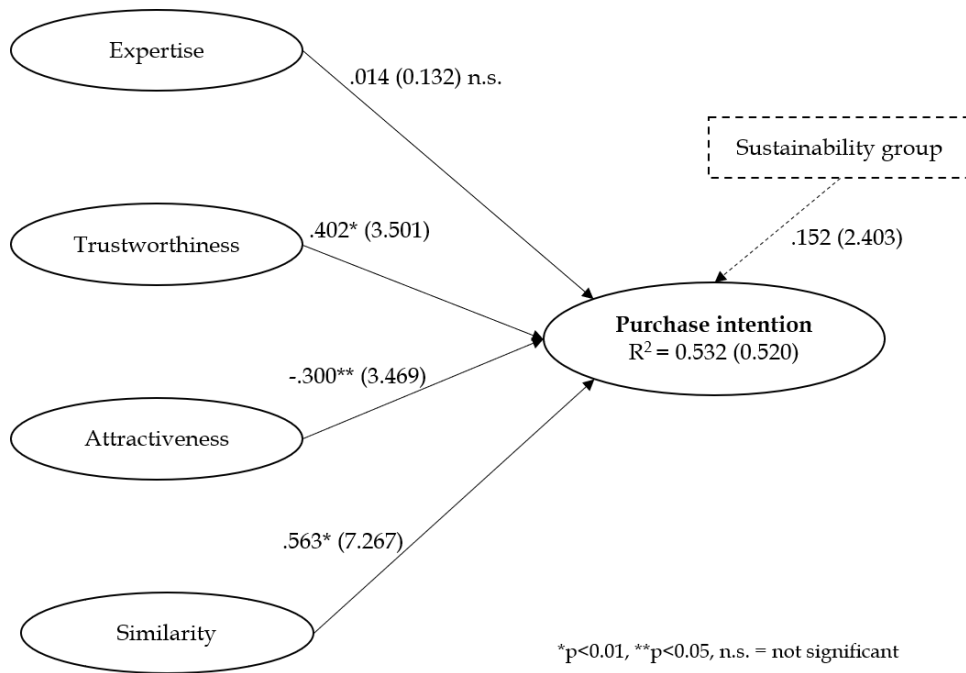 Expertise
.014 (0.132) n.s.
Sustainability group
Trustworthiness
.402* (3.501)
.152 (2.403)
Purchase intention
R² = 0.532 (0.520)
-.300** (3.469)
Attractiveness
.563* (7.267)
Similarity
*p<0.01, **p<0.05, n.s. = not significant